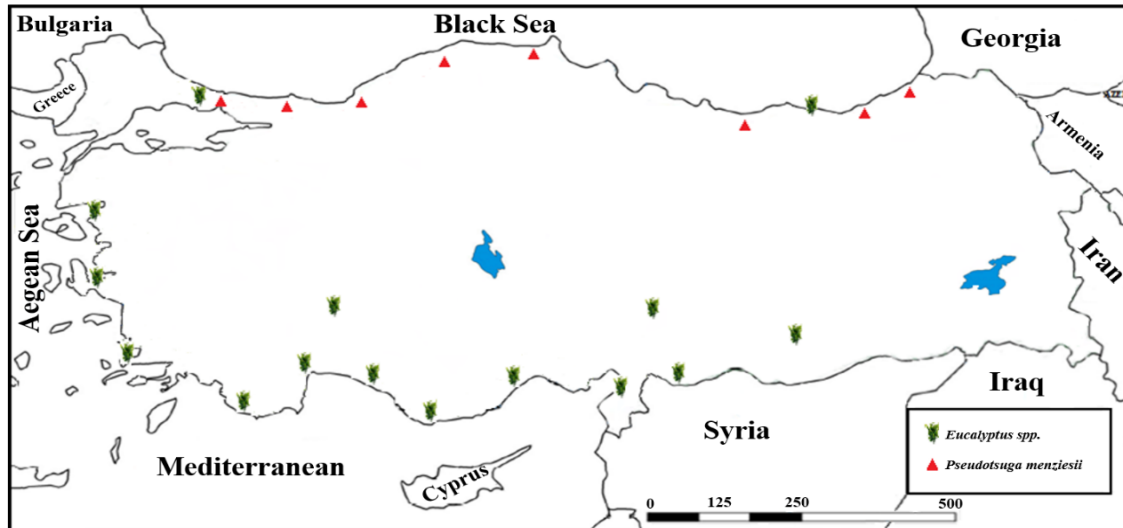 Bulgaria
Black Sea
Georgia
Greece
AZE
Armenia
Aegean Sea
Iran
Iraq
Syria
Mediterranean
Cyprus
Eucalyptus spp.
Pseudotsuga menziesii
0 125 250 500